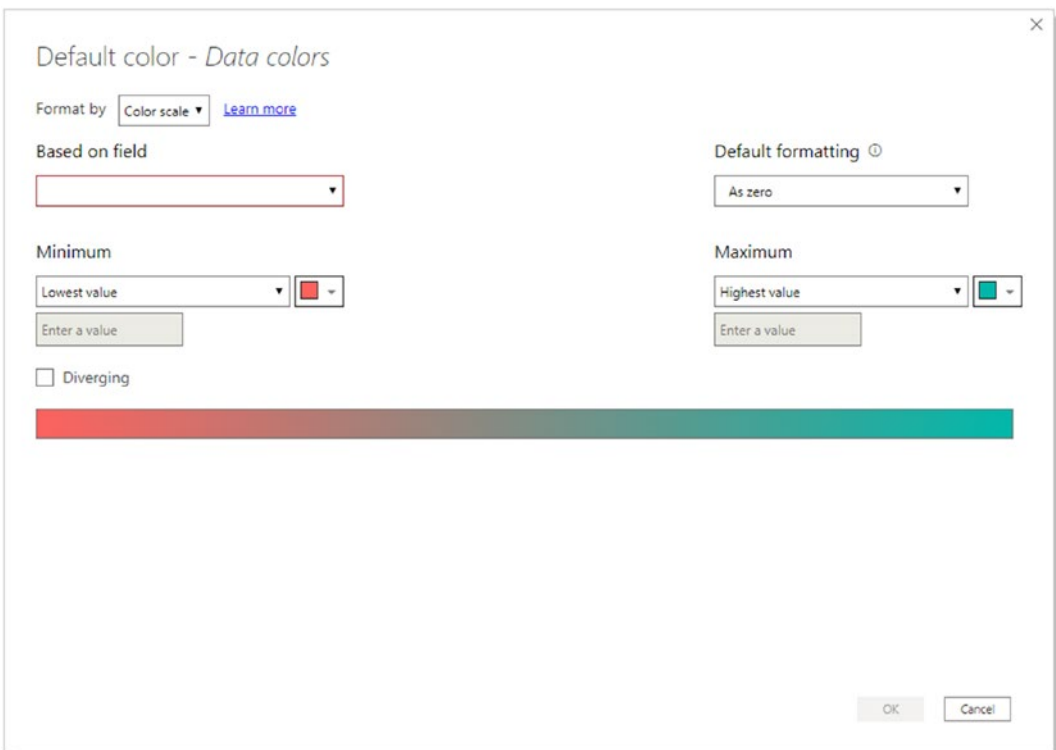 Default color - Data colors
Format by Color scale Learn more
Based on field Default formatting
As zero
Minimum Maximum
Lowest value Highest value
Enter a value Enter a value
Diverging
OK Cancel